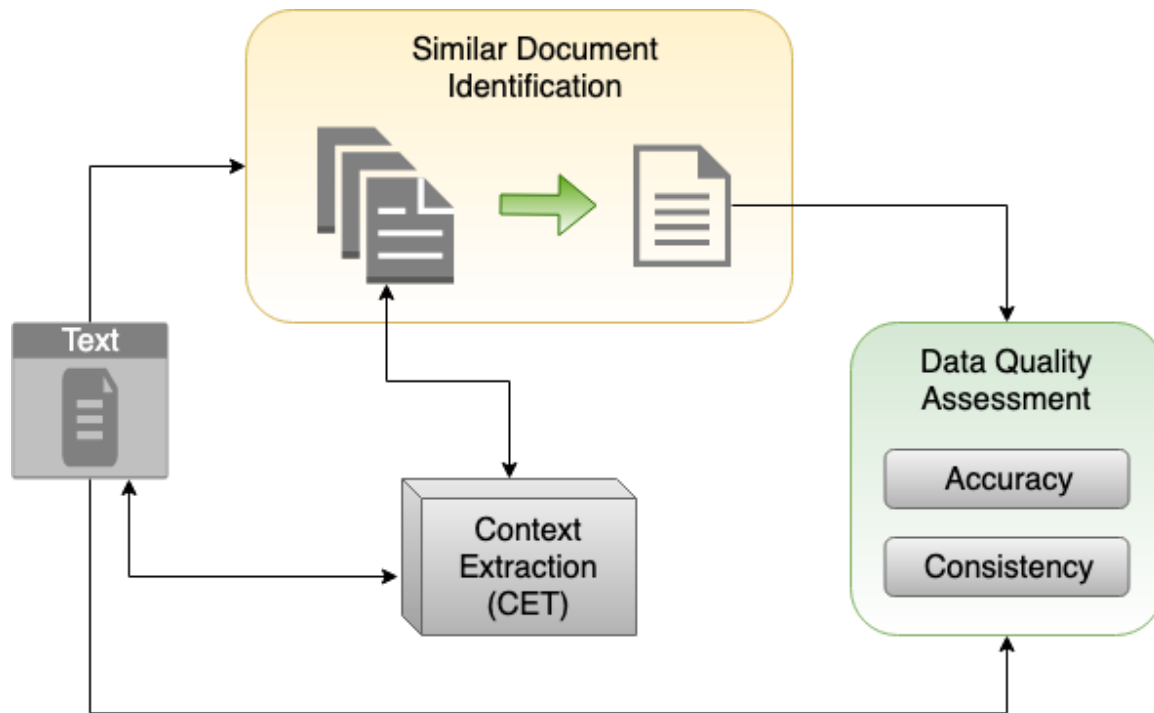 Similar Document
Identification
Text
Data Quality
Assessment
Accuracy
Consistency
Context
Extraction
(CET)